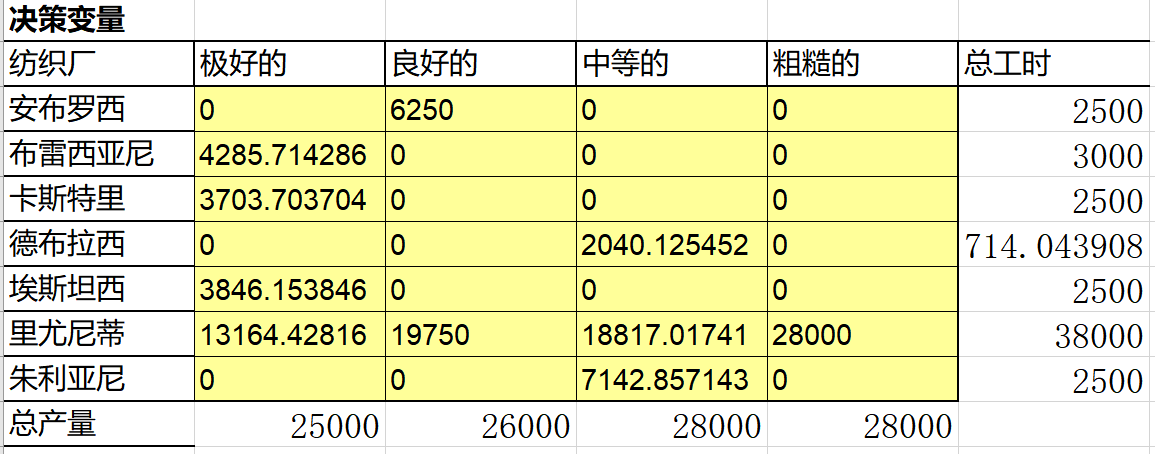 决策变量
纺织厂 极好的 良好的 中等的 粗糙的 总工时
安布罗西 0 6250 0 0 2500
布雷西亚尼 4285.714286 0 0 0 3000
卡斯特里 3703.703704 0 0 0 2500
德布拉西 0 0 2040.125452 0 714.043908
埃斯坦西 3846.153846 0 0 0 2500
里尤尼蒂 13164.42816 19750 18817.01741 28000 38000
朱利亚尼 0 0 7142.857143 0 2500
总产量 25000 26000 28000 28000